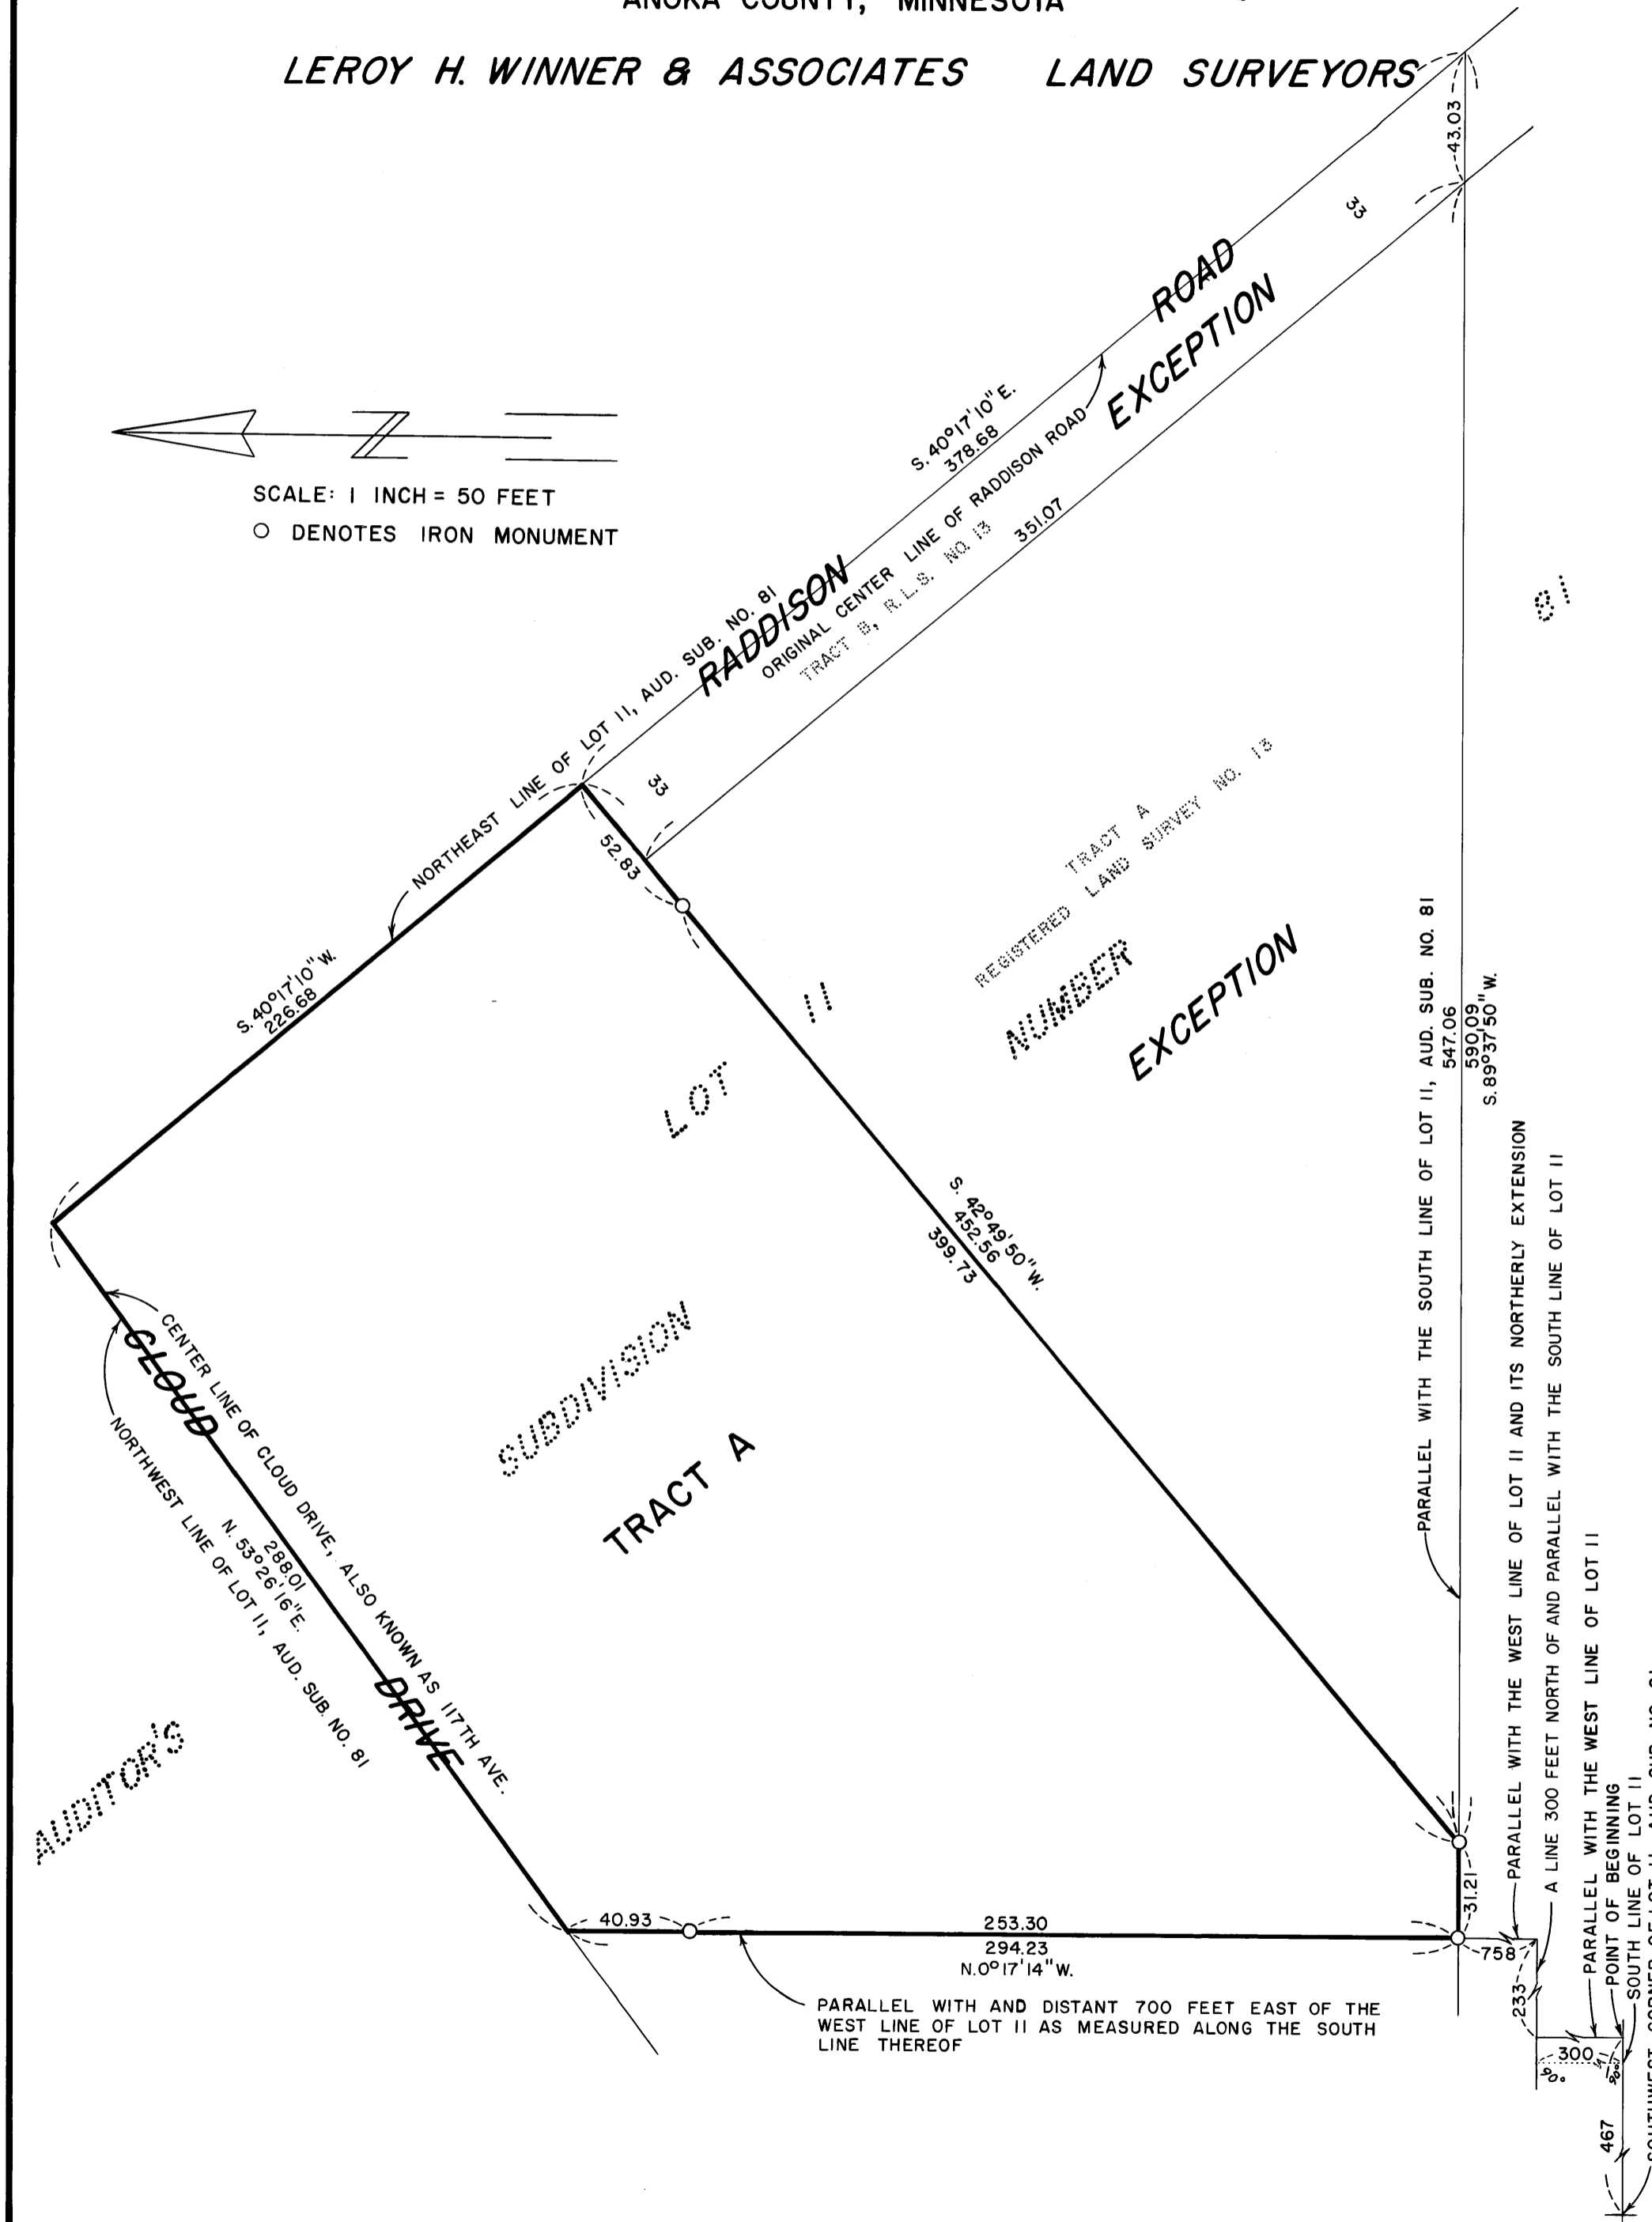 ANOKA COUNTY, MINNESOTA
LEROY H. WINNER & ASSOCIATES LAND SURVEYORS
43.03
33
ROAD
EXCEPTION
S. 40°17'10" E.
378.68
ORIGINAL CENTER LINE OF RADDISON ROAD
TRACT B, R.L.S. NO. 13
351.07
SCALE: 1 INCH = 50 FEET
O DENOTES IRON MONUMENT
RADDISON
NORTHEAST LINE OF LOT 11, AUD. SUB. NO. 81
81
33
52.83
TRACT A
REGISTERED LAND SURVEY NO. 13
NUMBER
EXCEPTION
S. 40°17'10" W.
226.68
LOT 11
547.06
590.09
S. 89°37'50" W.
PARALLEL WITH THE SOUTH LINE OF LOT 11, AUD. SUB. NO. 81
S. 42°49'50" W.
452.56
399.73
SUBDIVISION
TRACT A
CLOUD
DRIVE
CENTER LINE OF CLOUD DRIVE, ALSO KNOWN AS 117TH AVE.
288.01
N. 53°26'16" E.
NORTHWEST LINE OF LOT 11, AUD. SUB. NO. 81
AUDITOR'S
40.93
253.30
294.23
N. 0°17'14" W.
31.21
758
233
300
90°
90°
467
PARALLEL WITH AND DISTANT 700 FEET EAST OF THE
WEST LINE OF LOT 11 AS MEASURED ALONG THE SOUTH
LINE THEREOF
PARALLEL WITH THE WEST LINE OF LOT 11 AND ITS NORTHERLY EXTENSION
A LINE 300 FEET NORTH OF AND PARALLEL WITH THE SOUTH LINE OF LOT 11
PARALLEL WITH THE WEST LINE OF LOT 11
POINT OF BEGINNING
SOUTH LINE OF LOT 11
SOUTHWEST CORNER OF LOT 11, AUD. SUB. NO. 81